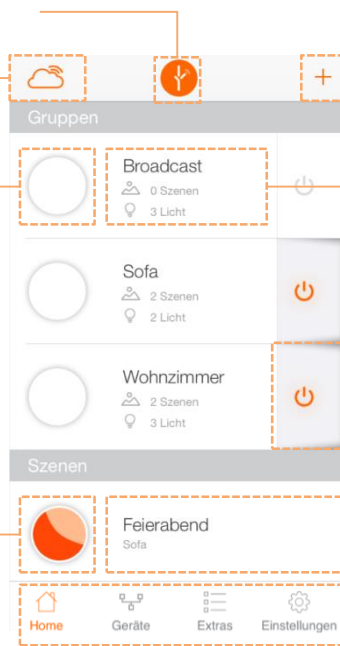 Gruppen
Broadcast
0 Szenen
3 Licht
Sofa
2 Szenen
2 Licht
Wohnzimmer
2 Szenen
3 Licht
Szenen
Feierabend
Sofa
Home Geräte Extras Einstellungen